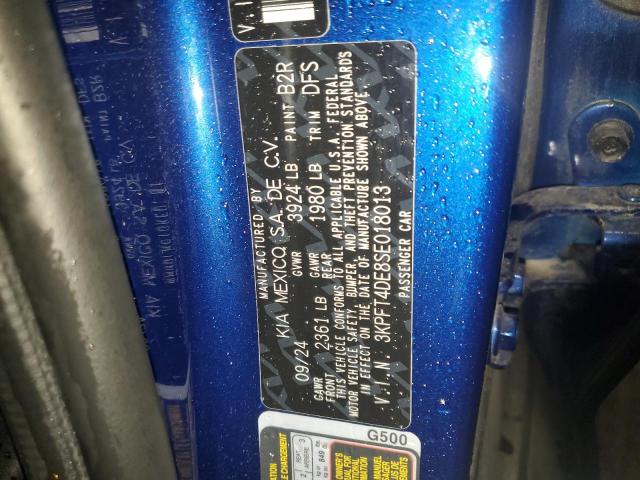 MANUFACTURED BY
KIA MEXICO, S.A. DE C.V.
09/24 GVWR 3924 LB PAINT B2R
GAWR FRONT 2361 LB GAWR REAR 1980 LB TRIM DFS
THIS VEHICLE CONFORMS TO ALL APPLICABLE U.S.A. FEDERAL
MOTOR VEHICLE SAFETY, BUMPER, AND THEFT PREVENTION STANDARDS
IN EFFECT ON THE DATE OF MANUFACTURE SHOWN ABOVE.
V.I.N. 3KPFT4DE8SE018013
PASSENGER CAR
V.I
G500